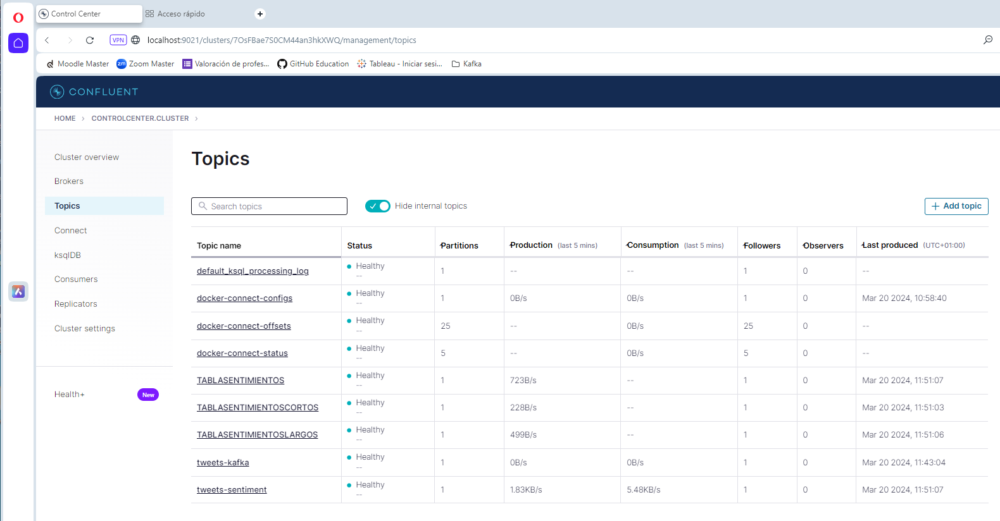 Control Center
Acceso rápido
VPN
localhost:9021/clusters/7OsFBae7S0CM44an3hkXWQ/management/topics
Moodle Master
Zoom Master
Valoración de profes...
GitHub Education
Tableau - Iniciar sesi...
Kafka
CONFLUENT
HOME > CONTROLCENTER.CLUSTER >
Cluster overview
Brokers
Topics
Connect
ksqlDB
Consumers
Replicators
Cluster settings
Health+ New
Topics
Search topics
Hide internal topics
+ Add topic
Topic name Status Partitions Production (last 5 mins) Consumption (last 5 mins) Followers Observers Last produced (UTC+01:00)
default_ksql_processing_log Healthy -- 1 -- -- 1 0 --
docker-connect-configs Healthy -- 1 0B/s 0B/s 1 0 Mar 20 2024, 10:58:40
docker-connect-offsets Healthy -- 25 -- 0B/s 25 0 --
docker-connect-status Healthy -- 5 -- 0B/s 5 0 --
TABLASENTIMIENTOS Healthy -- 1 723B/s -- 1 0 Mar 20 2024, 11:51:07
TABLASENTIMIENTOSCORTOS Healthy -- 1 228B/s -- 1 0 Mar 20 2024, 11:51:03
TABLASENTIMIENTOSLARGOS Healthy -- 1 499B/s -- 1 0 Mar 20 2024, 11:51:06
tweets-kafka Healthy -- 1 0B/s 0B/s 1 0 Mar 20 2024, 11:43:04
tweets-sentiment Healthy -- 1 1.83KB/s 5.48KB/s 1 0 Mar 20 2024, 11:51:07